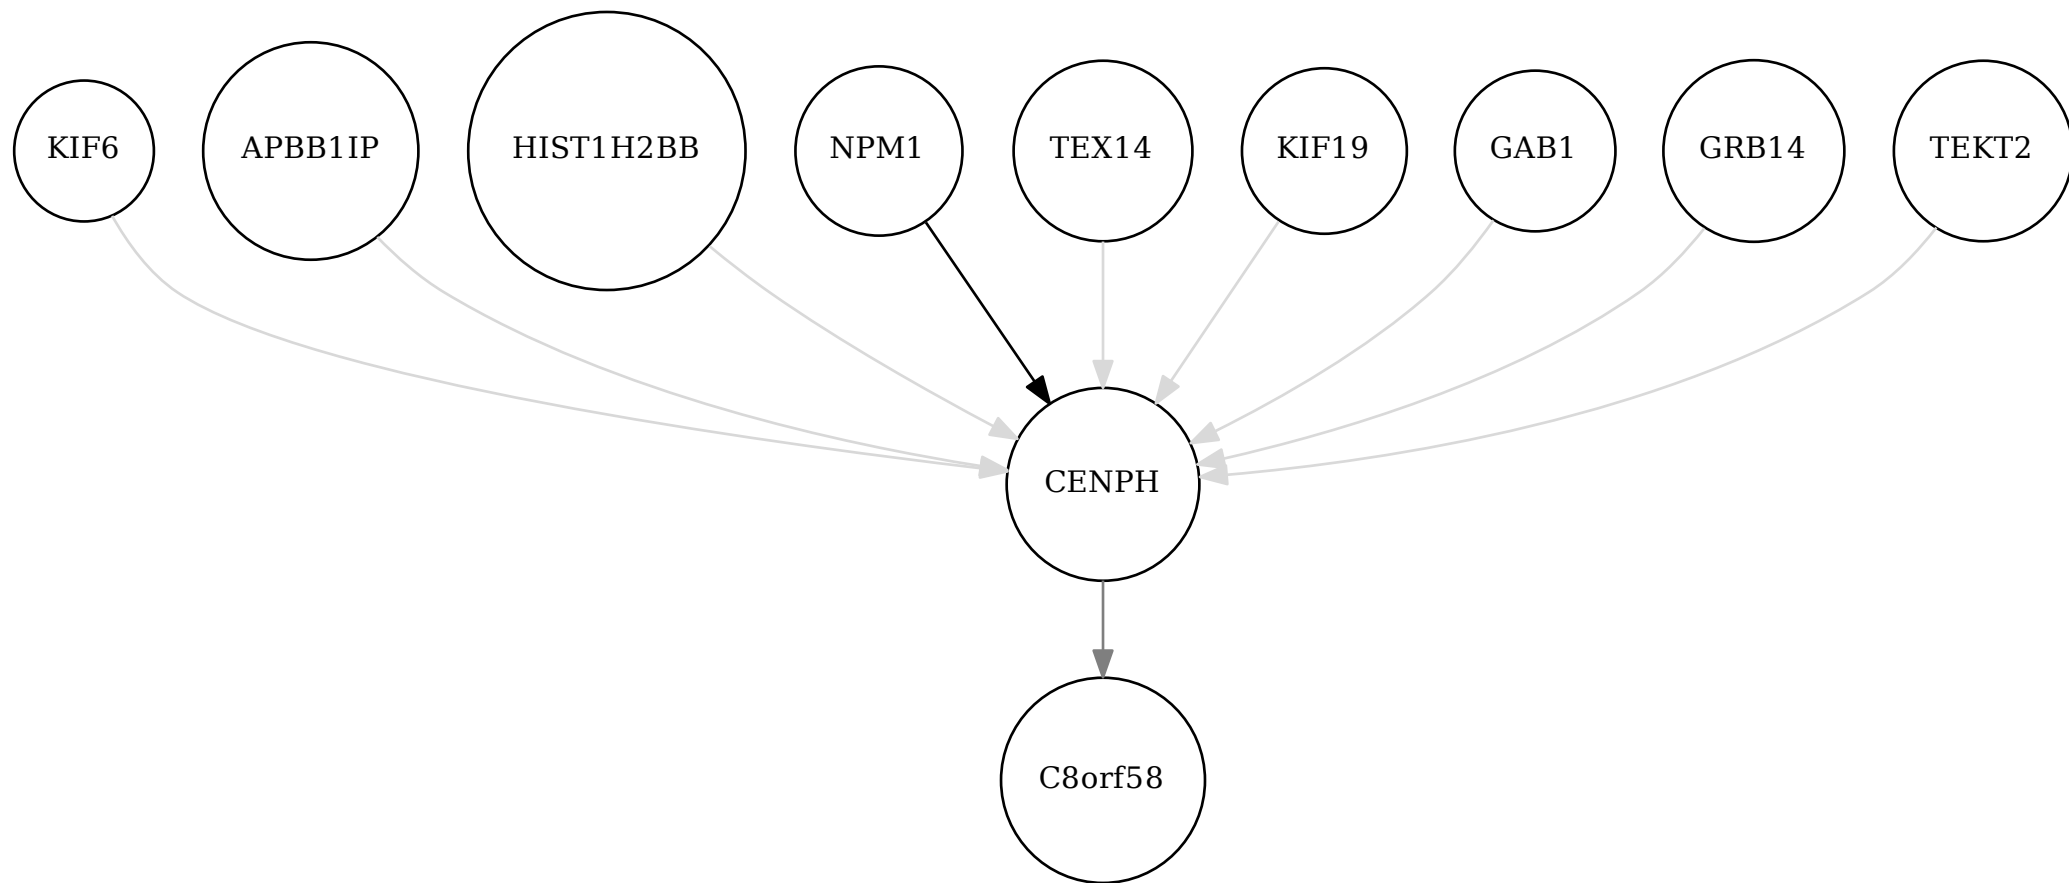 KIF6 APBB1IP HIST1H2BB NPM1 TEX14 KIF19 GAB1 GRB14 TEKT2
CENPH
C8orf58